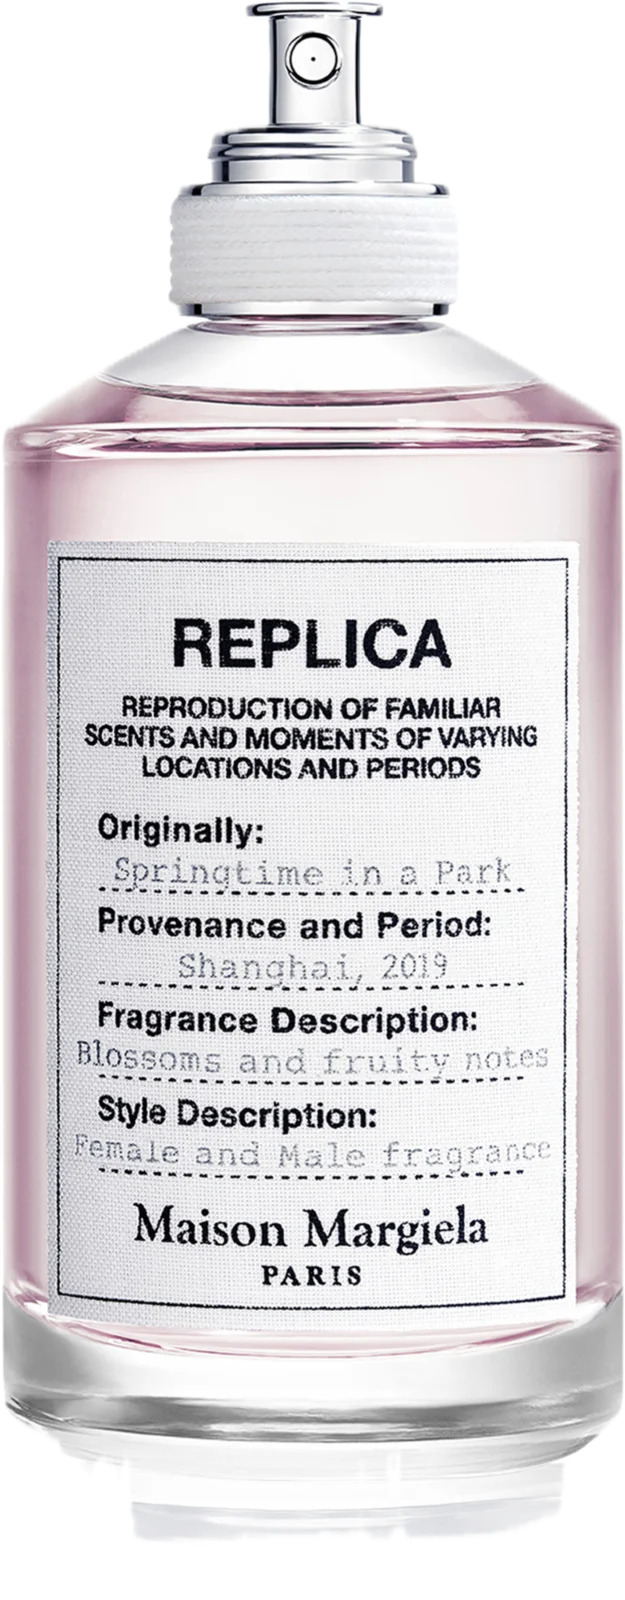 REPLICA
REPRODUCTION OF FAMILIAR
SCENTS AND MOMENTS OF VARYING
LOCATIONS AND PERIODS
Originally:
Springtime in a Park
Provenance and Period:
Shanghai, 2019
Fragrance Description:
Blossoms and fruity notes
Style Description:
Female and Male fragrance
Maison Margiela
PARIS